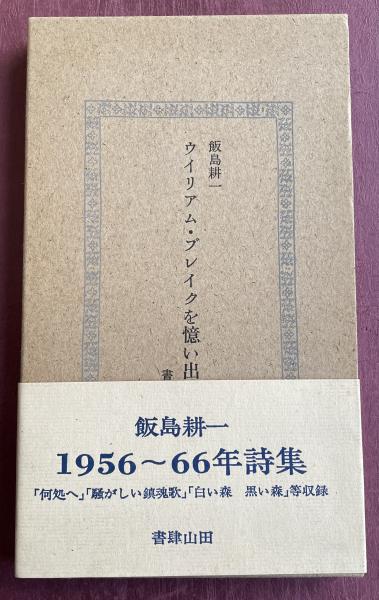 飯島耕一
ウイリアム・ブレイクを憶い出
書
飯島耕一
1956～66年詩集
「何処へ」「騒がしい鎮魂歌」「白い森　黒い森」等収録
書肆山田